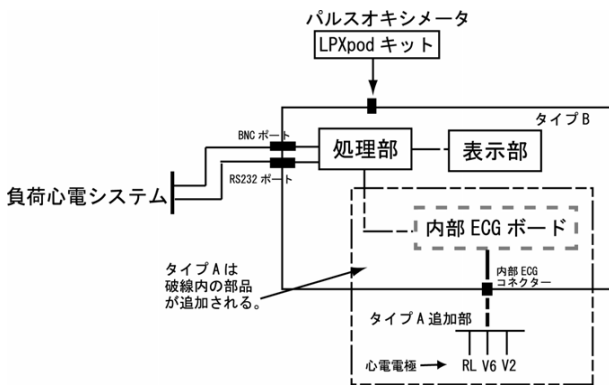 パルスオキシメータ
LPXpod キット
タイプ B
BNC ポート
処理部
表示部
RS232 ポート
負荷心電システム
内部 ECG ボード
タイプ A は
破線内の部品
が追加される。
内部 ECG
コネクター
タイプ A 追加部
心電電極
RL V6 V2